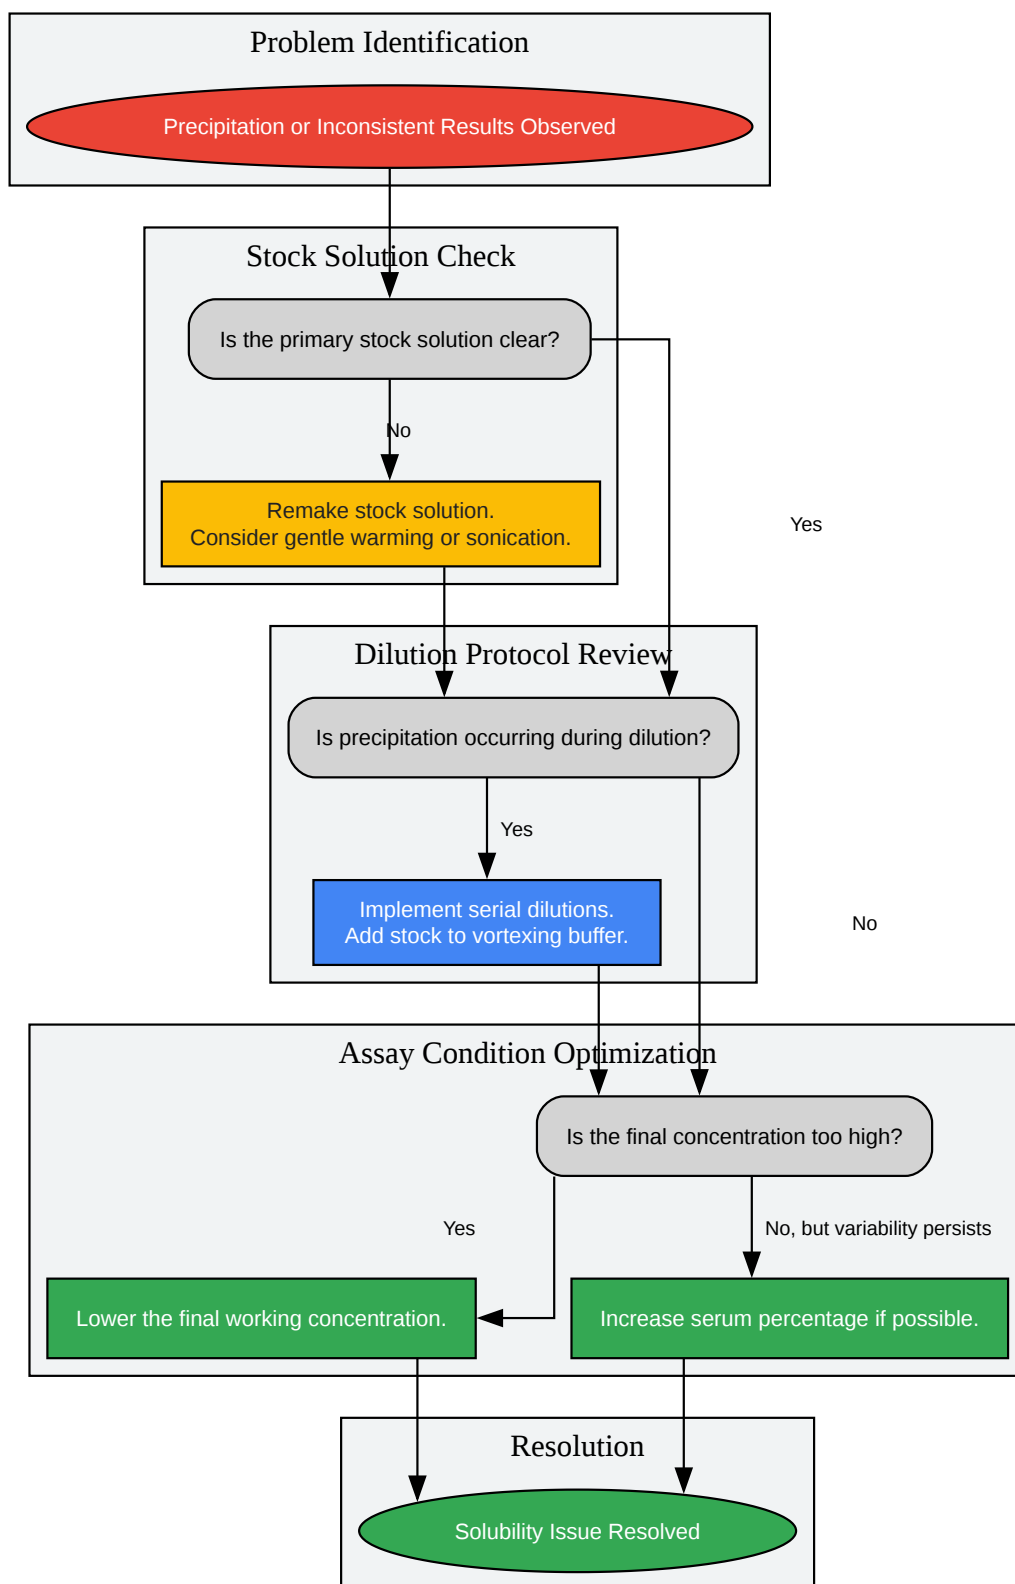 Problem Identification
Precipitation or Inconsistent Results Observed
Stock Solution Check
Is the primary stock solution clear?
No
Remake stock solution.
Consider gentle warming or sonication.
Yes
Dilution Protocol Review
Is precipitation occurring during dilution?
Yes
Implement serial dilutions.
Add stock to vortexing buffer.
No
Assay Condition Optimization
Is the final concentration too high?
Yes
No, but variability persists
Lower the final working concentration.
Increase serum percentage if possible.
Resolution
Solubility Issue Resolved